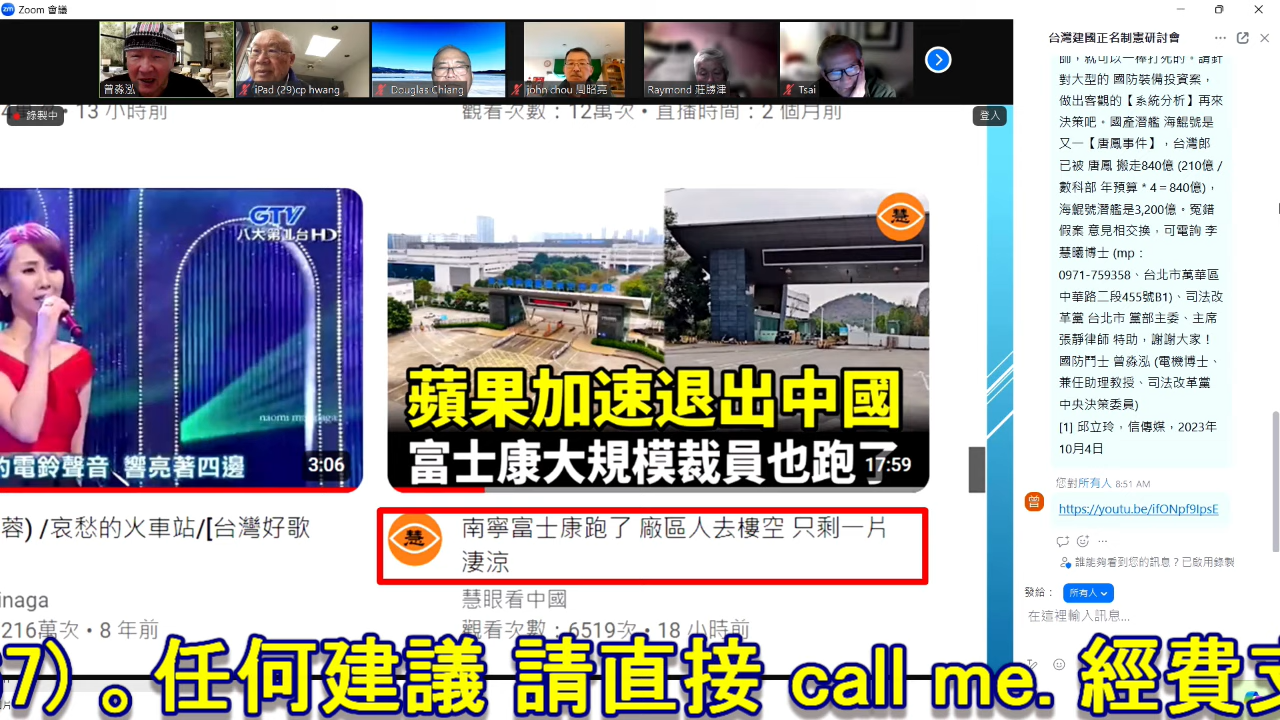 Zoom 會議
曾淼泓
iPad (29)cp hwang
Douglas Chiang
john chou 周昭亮
Raymond 莊勝津
Tsai
錄製中
登入
• 13 小時前
觀看次數：12萬次 • 直播時間：2 個月前
GTV
八大第1台HD
的電鈴聲音 響亮著四邊
3:06
慧
蘋果加速退出中國
富士康大規模裁員也跑了
17:59
蓉) /哀愁的火車站/[台灣好歌
inaga
216萬次 • 8 年前
慧
南寧富士康跑了 廠區人去樓空 只剩一片
淒涼
慧眼看中國
觀看次數：6519次 • 18 小時前
台灣建國正名制憲研討會
對大型國防裝備投資案，
做出客觀的【系統分析】再來
決策吧。國產潛艦 海鯤號是
又一【唐鳳事件】，台灣郎
已被 唐鳳 搬走840億 (210億 /
數科部 年預算 * 4 = 840億)，
海鯤號潛艦是3,200億。冤錯
假案 意見相交換，可電詢 李
慧曦博士 (mp：
0971-759358、台北市萬華區
中華路二段455號B1)、司法改
革黨 台北市 黨部主委、主席
張靜律師 特助，謝謝大家！
國防鬥士 曾淼泓 (電機博士、
兼任助理教授、司法改革黨
中央決策委員)
[1] 邱立玲，信傳媒，2023年
10月4日
您對所有人 8:51 AM
曾
https://youtu.be/ifONpf9IpsE
誰能夠看到您的訊息？已啟用錄製
發給：
所有人
在這裡輸入訊息...
7) 。任何建議 請直接 call me. 經費